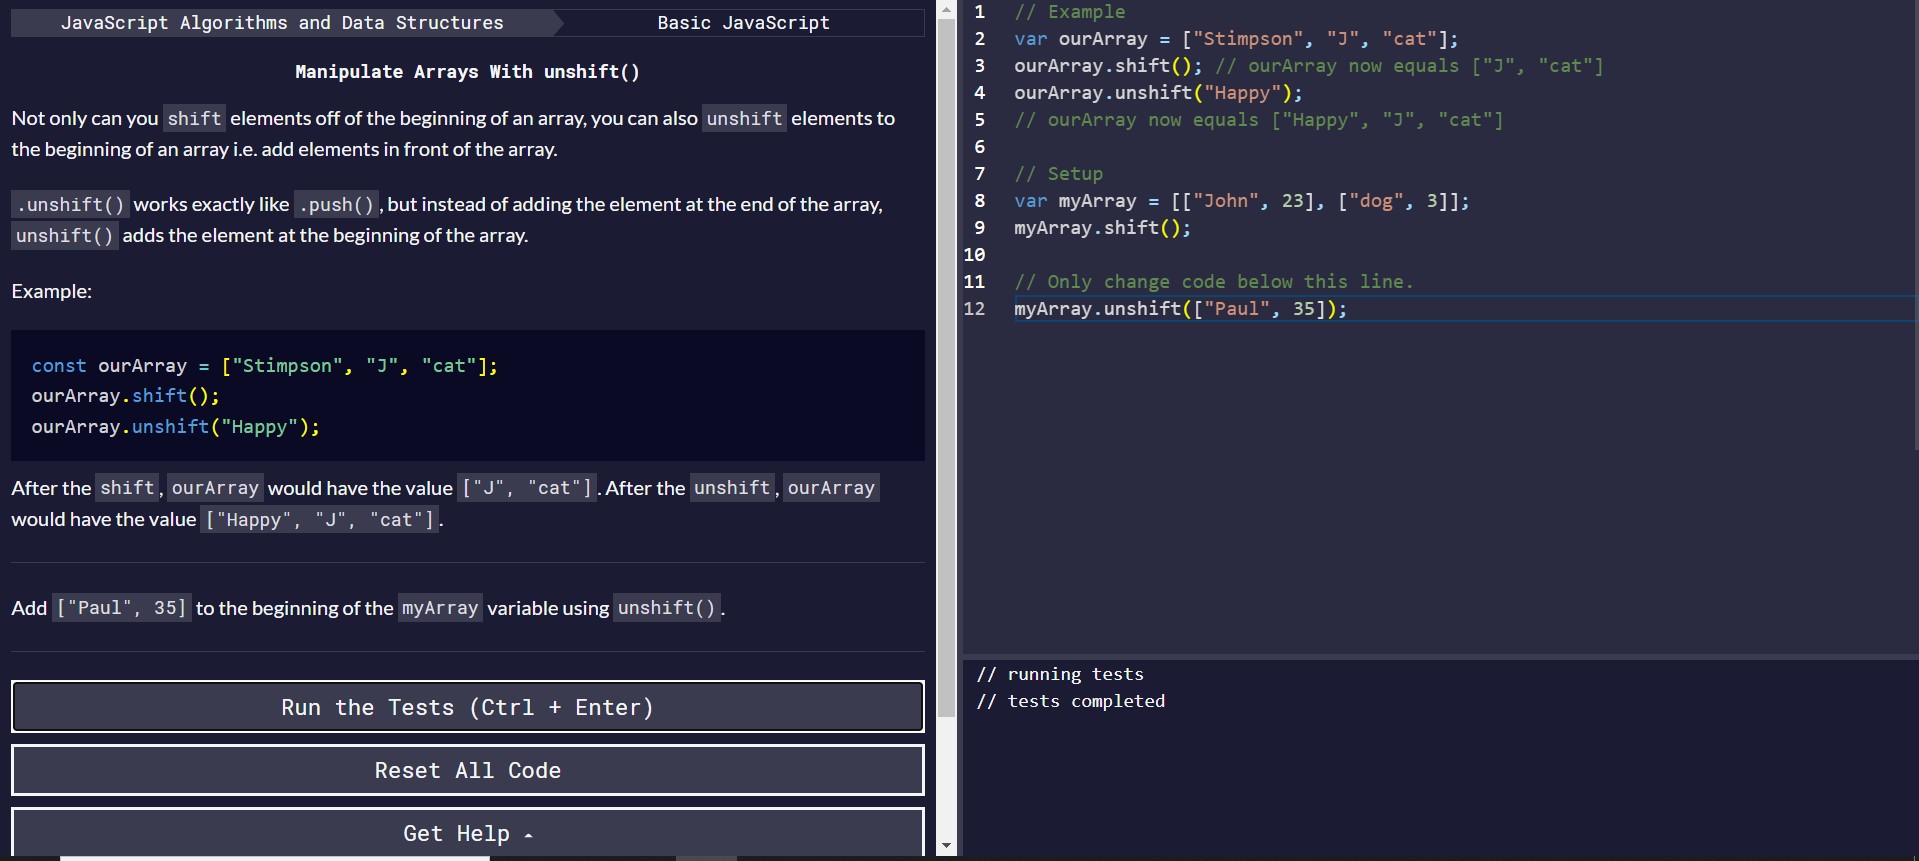 JavaScript Algorithms and Data Structures
Basic JavaScript
Manipulate Arrays With unshift()
Not only can you shift elements off of the beginning of an array, you can also unshift elements to
the beginning of an array i.e. add elements in front of the array.
.unshift() works exactly like .push(), but instead of adding the element at the end of the array,
unshift() adds the element at the beginning of the array.
Example:
const ourArray = ["Stimpson", "J", "cat"];
ourArray.shift();
ourArray.unshift("Happy");
After the shift, ourArray would have the value ["J", "cat"]. After the unshift, ourArray
would have the value ["Happy", "J", "cat"].
Add ["Paul", 35] to the beginning of the myArray variable using unshift().
Run the Tests (Ctrl + Enter)
Reset All Code
Get Help
1 // Example
2 var ourArray = ["Stimpson", "J", "cat"];
3 ourArray.shift(); // ourArray now equals ["J", "cat"]
4 ourArray.unshift("Happy");
5 // ourArray now equals ["Happy", "J", "cat"]
6
7 // Setup
8 var myArray = [["John", 23], ["dog", 3]];
9 myArray.shift();
10
11 // Only change code below this line.
12 myArray.unshift(["Paul", 35]);
// running tests
// tests completed